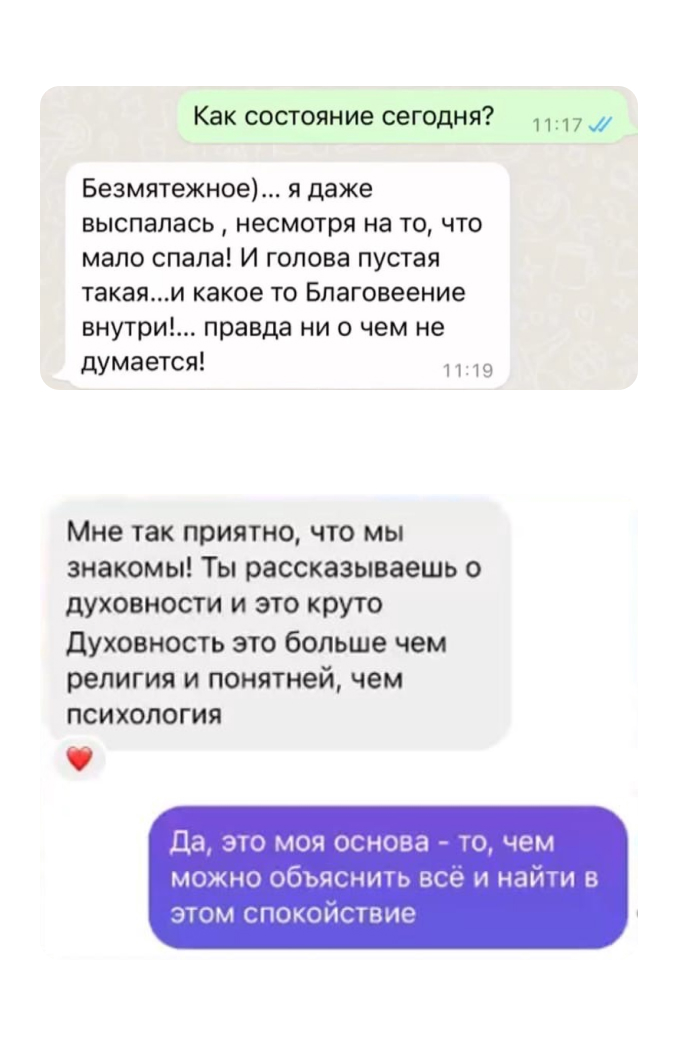 Как состояние сегодня?
11:17
Безмятежное)... я даже
выспалась , несмотря на то, что
мало спала! И голова пустая
такая...и какое то Благовеение
внутри!... правда ни о чем не
думается!
11:19
Мне так приятно, что мы
знакомы! Ты рассказываешь о
духовности и это круто
Духовность это больше чем
религия и понятней, чем
психология
Да, это моя основа - то, чем
можно объяснить всё и найти в
этом спокойствие